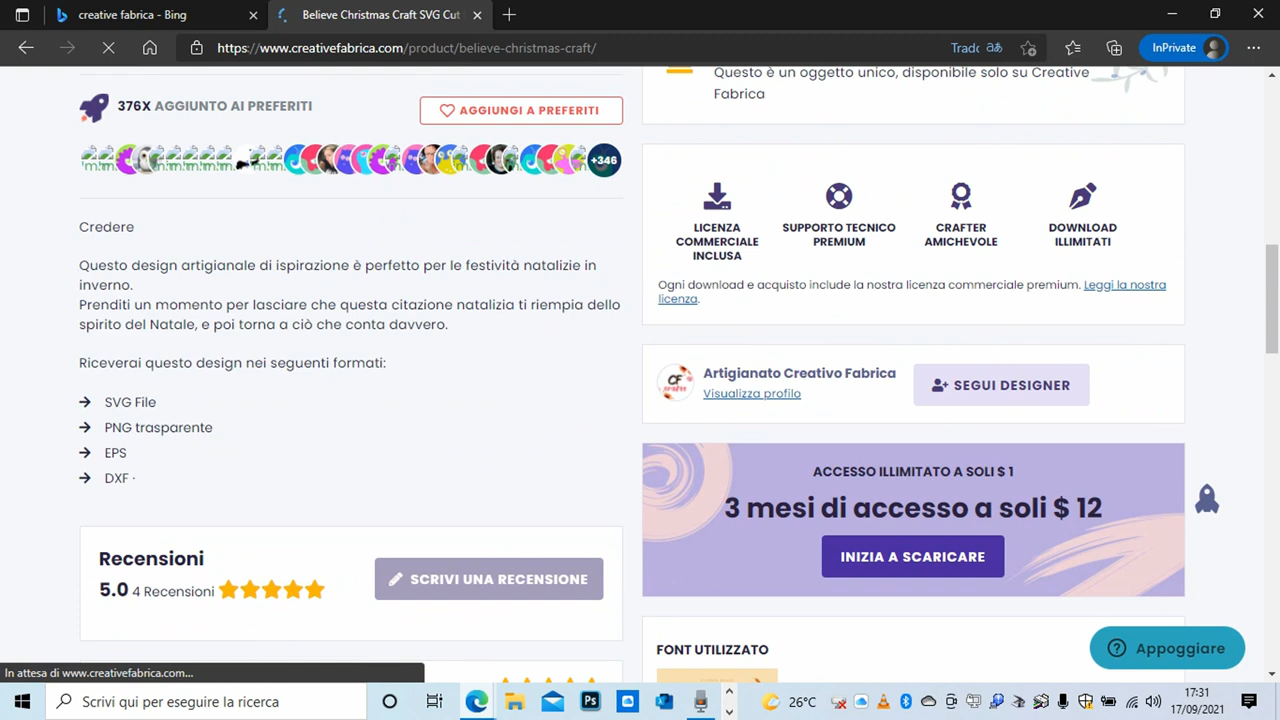 creative fabrica - Bing
Believe Christmas Craft SVG Cut
https://www.creativefabrica.com/product/believe-christmas-craft/
Trad
InPrivate
Questo è un oggetto unico, disponibile solo su Creative
Fabrica
376X AGGIUNTO AI PREFERITI
AGGIUNGI A PREFERITI
+346
Credere
Questo design artigianale di ispirazione è perfetto per le festività natalizie in
inverno.
Prenditi un momento per lasciare che questa citazione natalizia ti riempia dello
spirito del Natale, e poi torna a ciò che conta davvero.
Riceverai questo design nei seguenti formati:
SVG File
PNG trasparente
EPS
DXF ·
Recensioni
5.0 4 Recensioni
SCRIVI UNA RECENSIONE
LICENZA
COMMERCIALE
INCLUSA
SUPPORTO TECNICO
PREMIUM
CRAFTER
AMICHEVOLE
DOWNLOAD
ILLIMITATI
Ogni download e acquisto include la nostra licenza commerciale premium. Leggi la nostra
licenza.
CF
crafts
Artigianato Creativo Fabrica
Visualizza profilo
SEGUI DESIGNER
ACCESSO ILLIMITATO A SOLI $ 1
3 mesi di accesso a soli $ 12
INIZIA A SCARICARE
FONT UTILIZZATO
Appoggiare
In attesa di www.creativefabrica.com...
Scrivi qui per eseguire la ricerca
Ps
26°C
17:31
17/09/2021